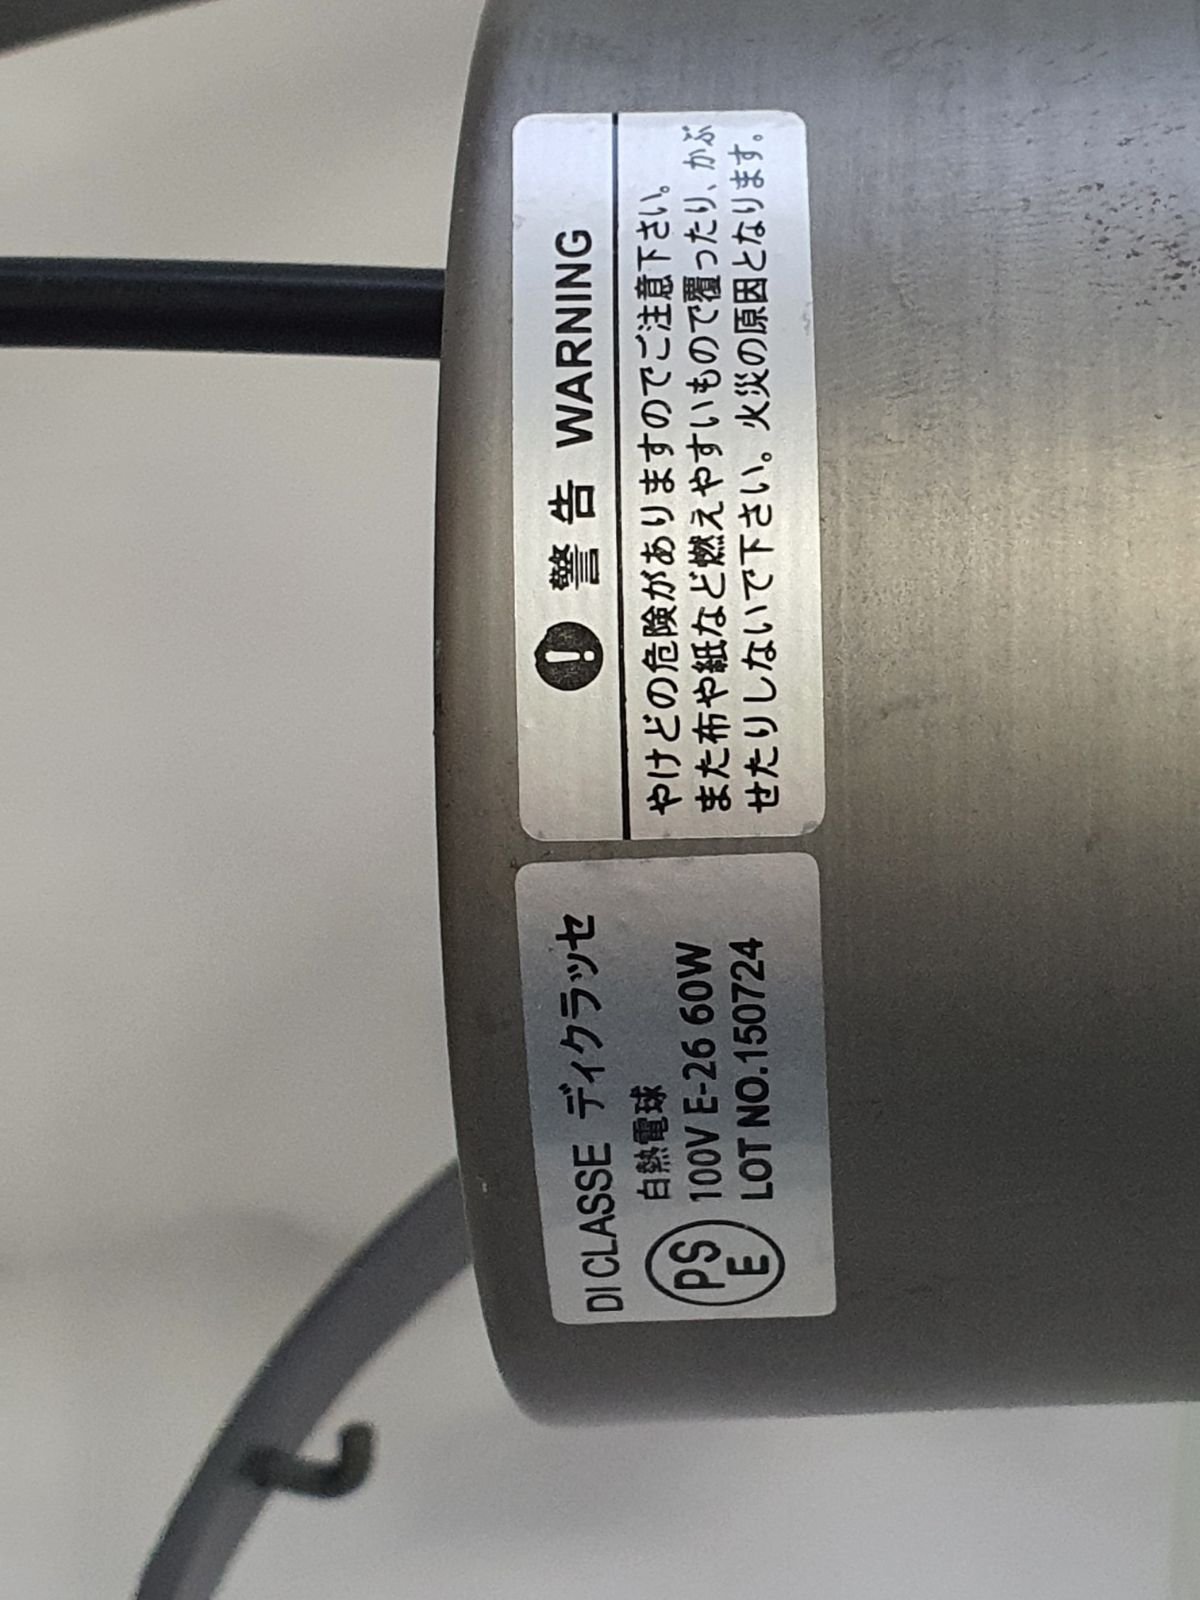 警告 WARNING
やけどの危険がありますのでご注意下さい。
また布や紙など燃えやすいもので覆ったり、かぶ
せたりしないで下さい。火災の原因となります。
DI CLASSE ディクラッセ
白熱電球
100V E-26 60W
LOT NO.150724
PS
E